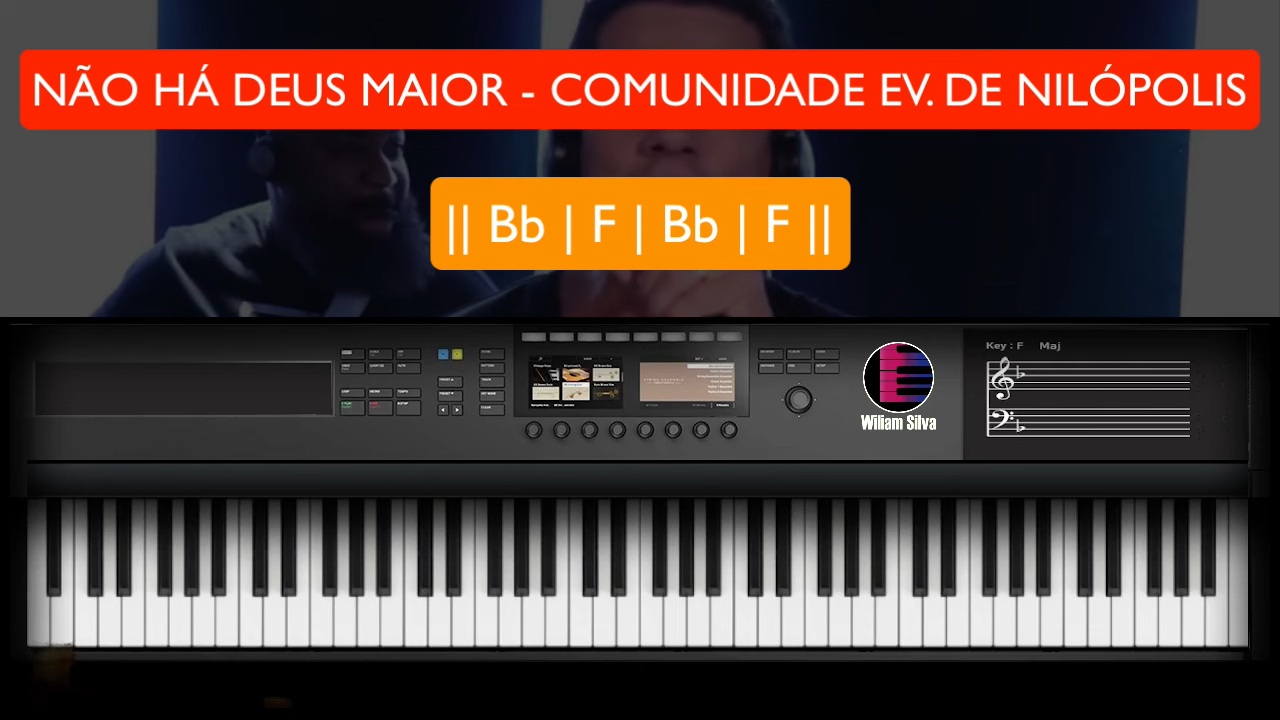 NÃO HÁ DEUS MAIOR - COMUNIDADE EV. DE NILÓPOLIS
|| Bb | F | Bb | F ||
Key : F Maj
Wiliam Silva